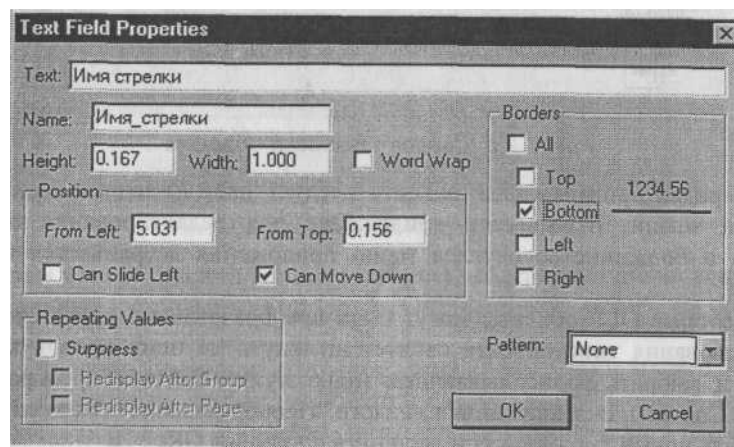 Text Field Properties
Text: Имя стрелки
Name: Имя_стрелки
Height: 0.167 Width: 1.000 Word Wrap
Position
From Left: 5.031 From Top: 0.156
Can Slide Left Can Move Down
Borders
All
Top
Bottom
Left
Right
1234.56
Repeating Values
Suppress
Redisplay After Group
Redisplay After Page
Pattern: None
OK Cancel